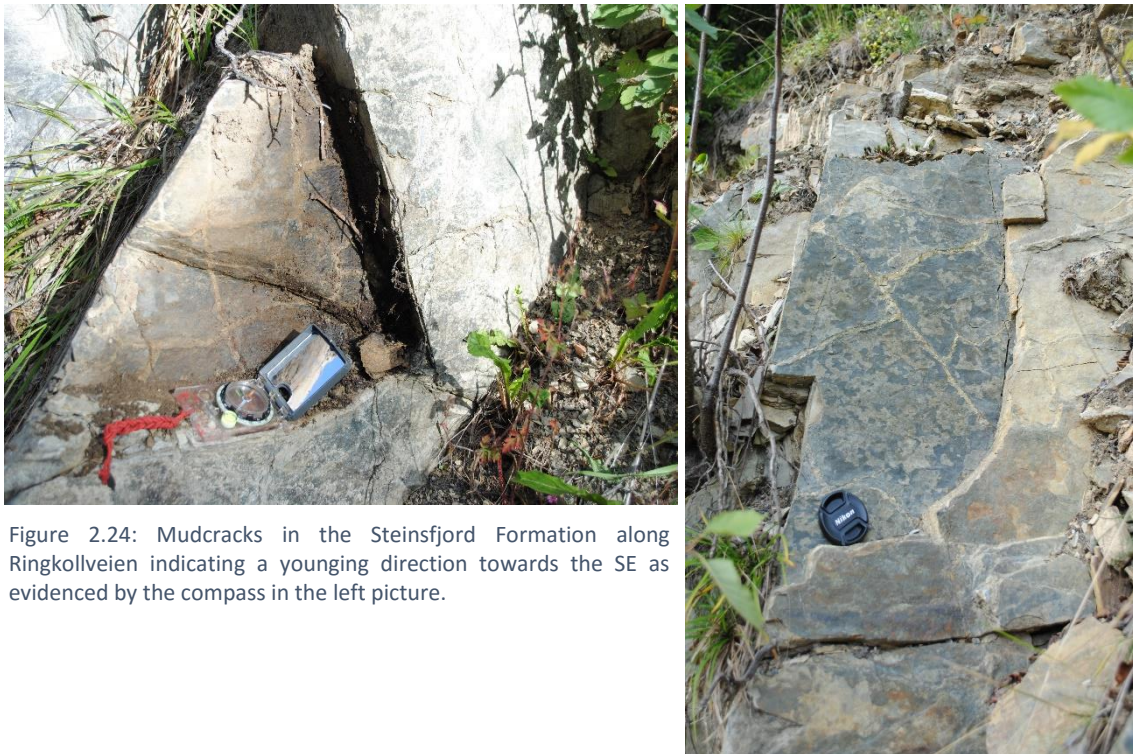 Figure 2.24: Mudcracks in the Steinsfjord Formation along
Ringkollveien indicating a younging direction towards the SE as
evidenced by the compass in the left picture.
Nikon